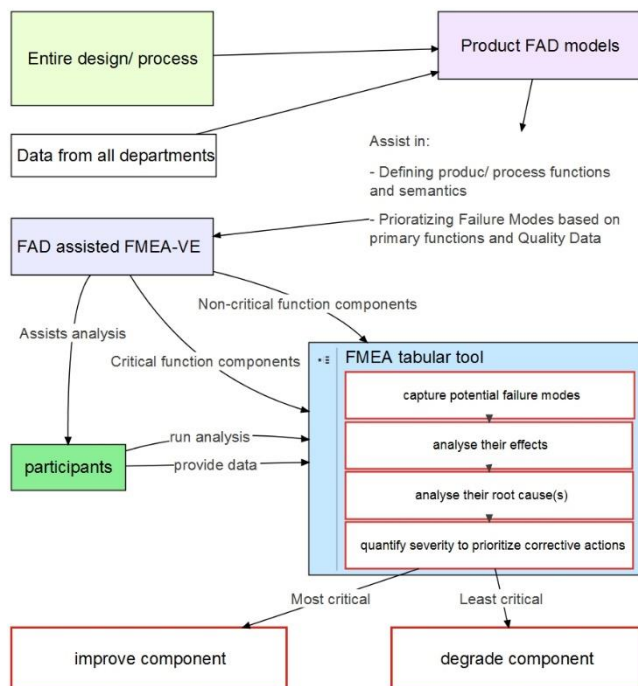 Entire design/ process
Product FAD models
Data from all departments
Assist in:
- Defining produc/ process functions
and semantics
- Prioratizing Failure Modes based on
primary functions and Quality Data
FAD assisted FMEA-VE
Non-critical function components
Assists analysis
Critical function components
FMEA tabular tool
capture potential failure modes
analyse their effects
analyse their root cause(s)
quantify severity to prioritize corrective actions
participants
run analysis
provide data
Most critical
Least critical
improve component
degrade component